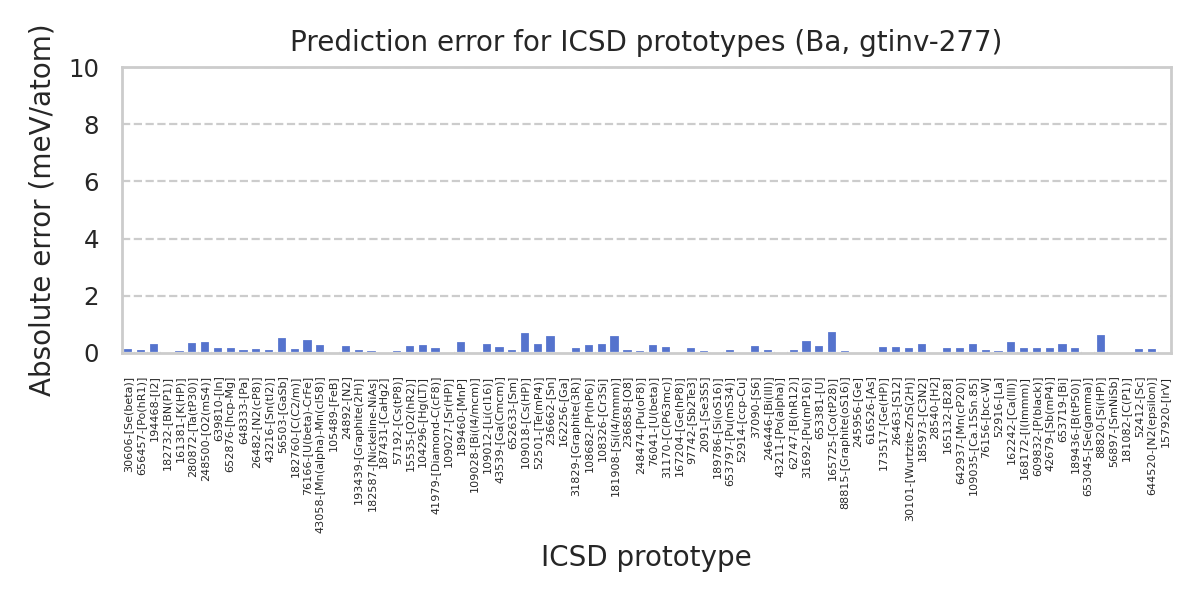 Prediction error for ICSD prototypes (Ba, gtinv-277)
Absolute error (meV/atom)
10
8
6
4
2
0
30606-[Se(beta)]
656457-[Po(hR1)]
194468-[I2]
182732-[BN(P1)]
161381-[K(HP)]
280872-[Ta(tP30)]
248500-[O2(mS4)]
639810-[In]
652876-[hcp-Mg]
648333-[Pa]
26482-[N2(cP8)]
43216-[Sn(tI2)]
56503-[GaSb]
182760-[C(C2/m)]
76166-[U(beta)-CrFe]
43058-[Mn(alpha)-Mn(cI58)]
105489-[FeB]
24892-[N2]
193439-[Graphite(2H)]
182587-[Nickeline-NiAs]
187431-[CaHg2]
57192-[Cs(tP8)]
15535-[O2(hR2)]
104296-[Hg(LT)]
41979-[Diamond-C(cF8)]
109027-[Sr(HP)]
189460-[MnP]
109028-[Bi(I4/mcm)]
109012-[Li(cI16)]
43539-[Ga(Cmcm)]
652633-[Sm]
109018-[Cs(HP)]
52501-[Te(mP4)]
236662-[Sn]
162256-[Ga]
31829-[Graphite(3R)]
108682-[Pr(hP6)]
108326-[Cr3Si]
181908-[Si(I4/mmm)]
236858-[O8]
248474-[Pu(oF8)]
76041-[U(beta)]
31170-[C(P63mc)]
167204-[Ge(hP8)]
97742-[Sb2Te3]
2091-[Se3S5]
189786-[Si(oS16)]
653797-[Pu(mS34)]
52914-[ccp-Cu]
37090-[S6]
246446-[Bi(III)]
43211-[Po(alpha)]
62747-[B(hR12)]
31692-[Pu(mP16)]
653381-[U]
165725-[Co(tP28)]
88815-[Graphite(oS16)]
245956-[Ge]
616526-[As]
173517-[Ge(HP)]
26463-[S12]
30101-[Wurtzite-ZnS(2H)]
185973-[C3N2]
28540-[H2]
165132-[B28]
642937-[Mn(cP20)]
109035-[Ca.15Sn.85]
76156-[bcc-W]
52916-[La]
162242-[Ca(III)]
168172-[I(Immm)]
609832-[P(black)]
42679-[Sb(mP4)]
653719-[Bi]
189436-[B(tP50)]
653045-[Se(gamma)]
88820-[Si(HP)]
56897-[SmNiSb]
181082-[C(P1)]
52412-[Sc]
644520-[N2(epsilon)]
157920-[IrV]
ICSD prototype